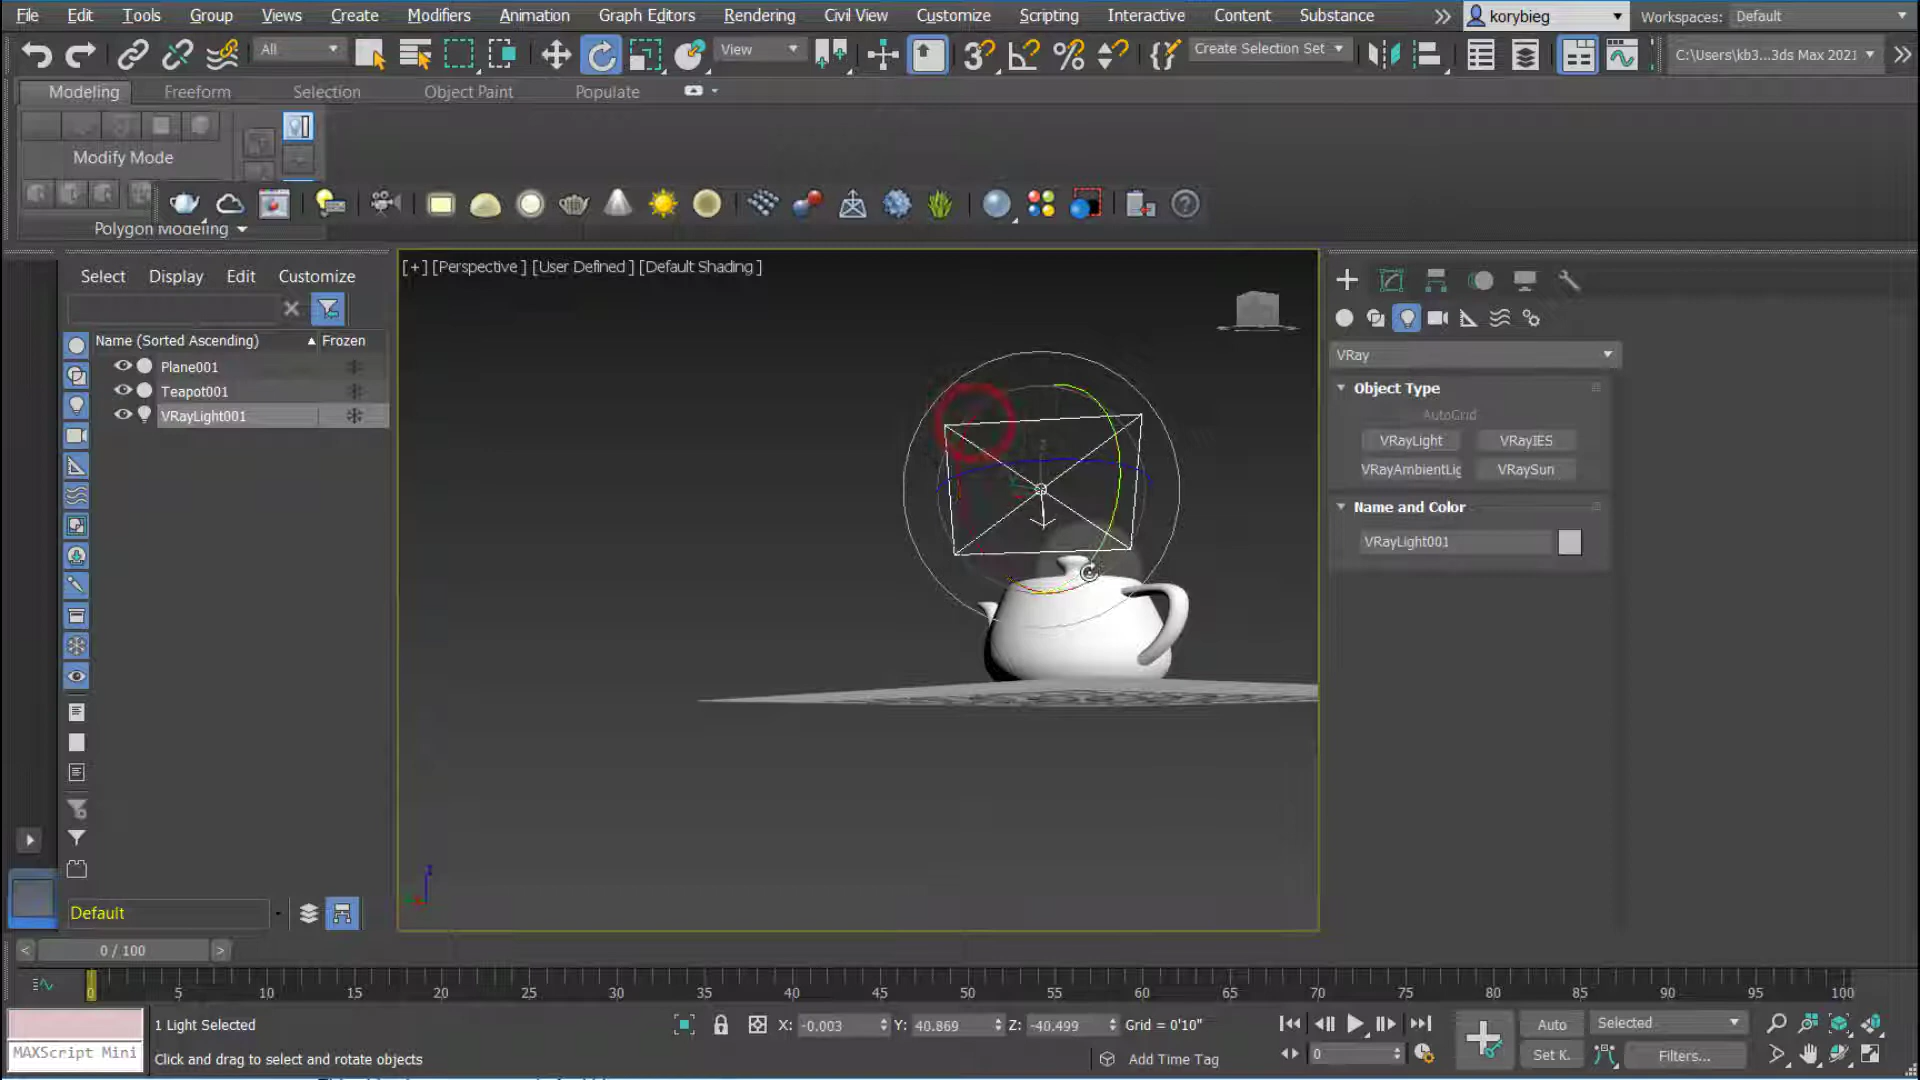 File Edit Tools Group Views Create Modifiers Animation Graph Editors Rendering Civil View Customize Scripting Interactive Content Substance korybieg Workspaces: Default
All View Create Selection Set C:\Users\kb3...3ds Max 2021
Modeling Freeform Selection Object Paint Populate
Modify Mode
Polygon Modeling
Select Display Edit Customize
[+] [Perspective ] [User Defined ] [Default Shading ]
Name (Sorted Ascending) Frozen
Plane001
Teapot001
VRayLight001
VRay
Object Type
AutoGrid
VRayLight VRayIES
VRayAmbientLig VRaySun
Name and Color
VRayLight001
Default
0 / 100
0 5 10 15 20 25 30 35 40 45 50 55 60 65 70 75 80 85 90 95 100
1 Light Selected X: -0.003 Y: 40.869 Z: -40.499 Grid = 0'10" Auto Selected
MAXScript Mini Click and drag to select and rotate objects Add Time Tag 0 Set K. Filters...